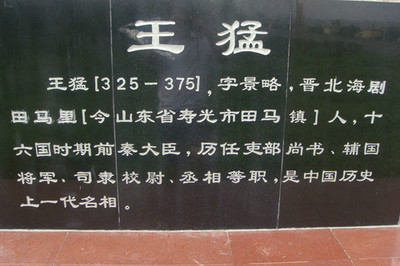 王猛
王猛[325-375],字景略,晋北海剧
田马里[今山东省寿光市田马镇]人,十
六国时期前秦大臣,历任吏部尚书、辅国
将军、司隶校尉、丞相等职,是中国历史
上一代名相。